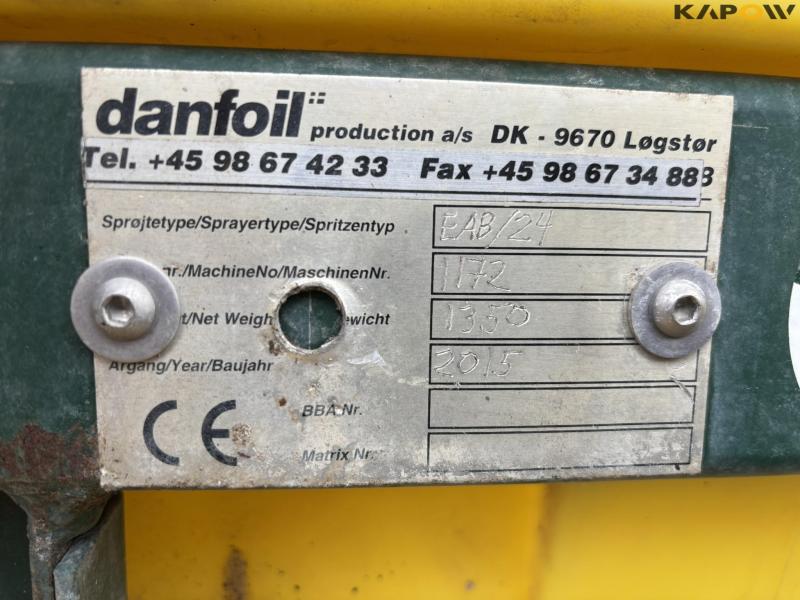 KAPOW
danfoil production a/s DK - 9670 Løgstør
Tel. +45 98 67 42 33 Fax +45 98 67 34 88
Sprøjtetype/Sprayertype/Spritzentyp EAB/24
nr./MachineNo/MaschinenNr. 1172
t/Net Weigh ewicht 1350
Årgang/Year/Baujahr 2015
CE BBA Nr.
Matrix Nr.